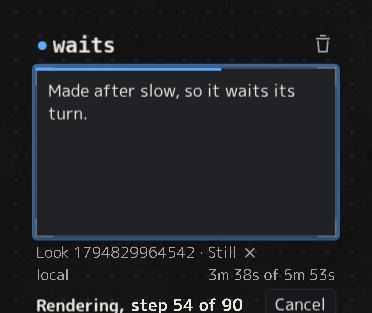 waits
Made after slow, so it waits its
turn.
Look 1794829964542 · Still ×
local 3m 38s of 5m 53s
Rendering, step 54 of 90 Cancel